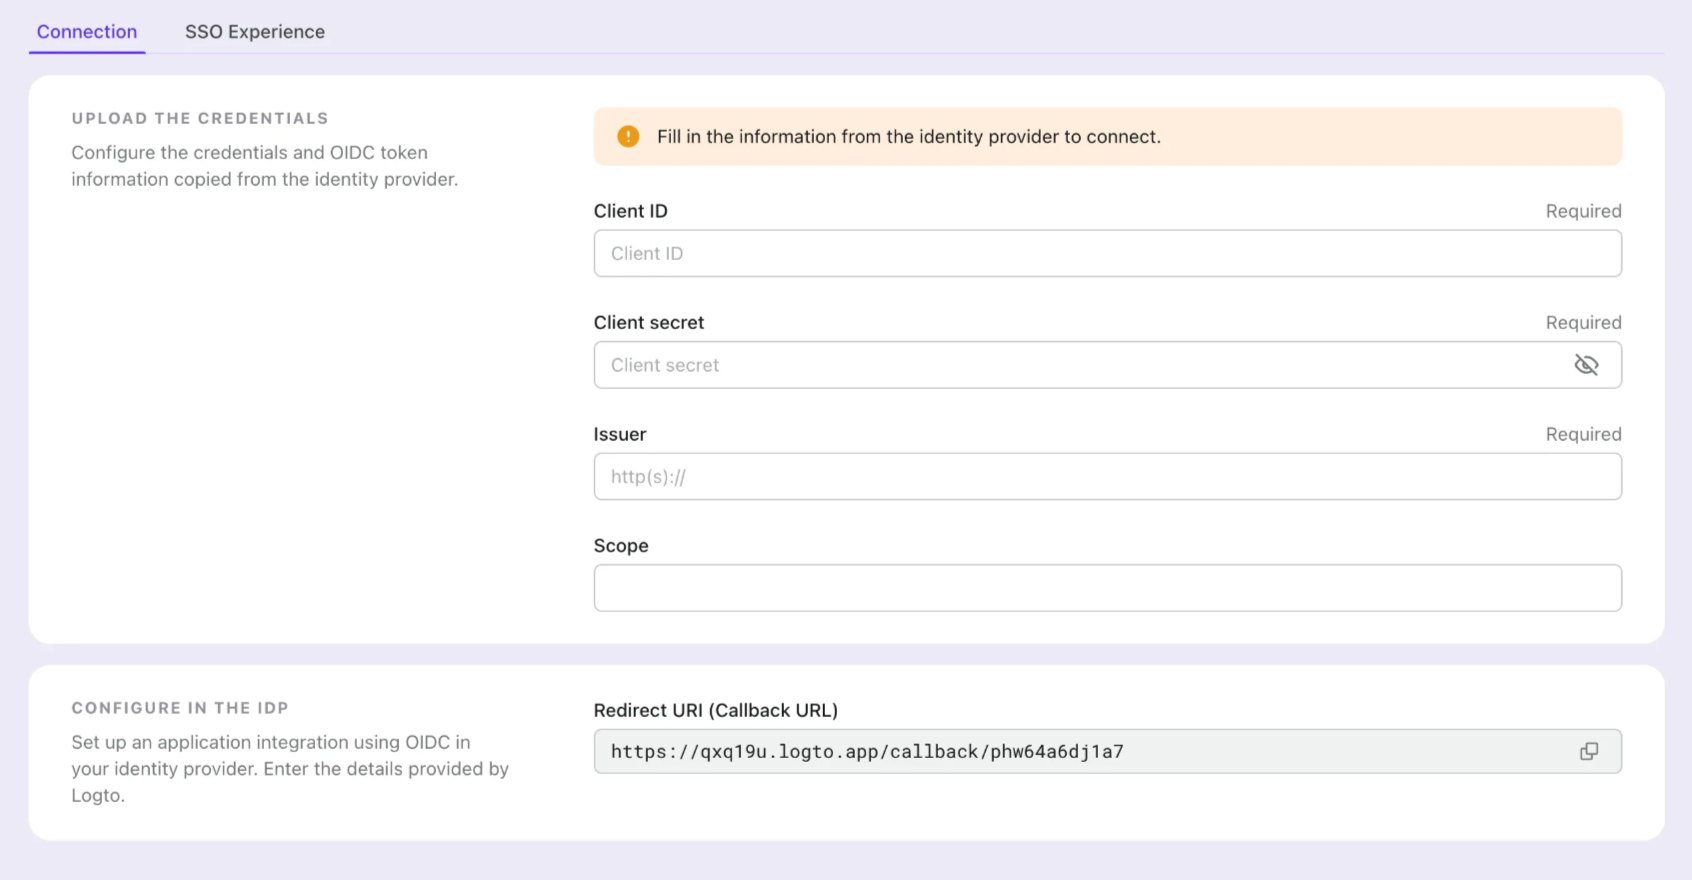 Connection
SSO Experience
UPLOAD THE CREDENTIALS
Configure the credentials and OIDC token
information copied from the identity provider.
Fill in the information from the identity provider to connect.
Client ID
Required
Client ID
Client secret
Required
Client secret
Issuer
Required
http(s)://
Scope
CONFIGURE IN THE IDP
Set up an application integration using OIDC in
your identity provider. Enter the details provided by
Logto.
Redirect URI (Callback URL)
https://qxq19u.logto.app/callback/phw64a6dj1a7